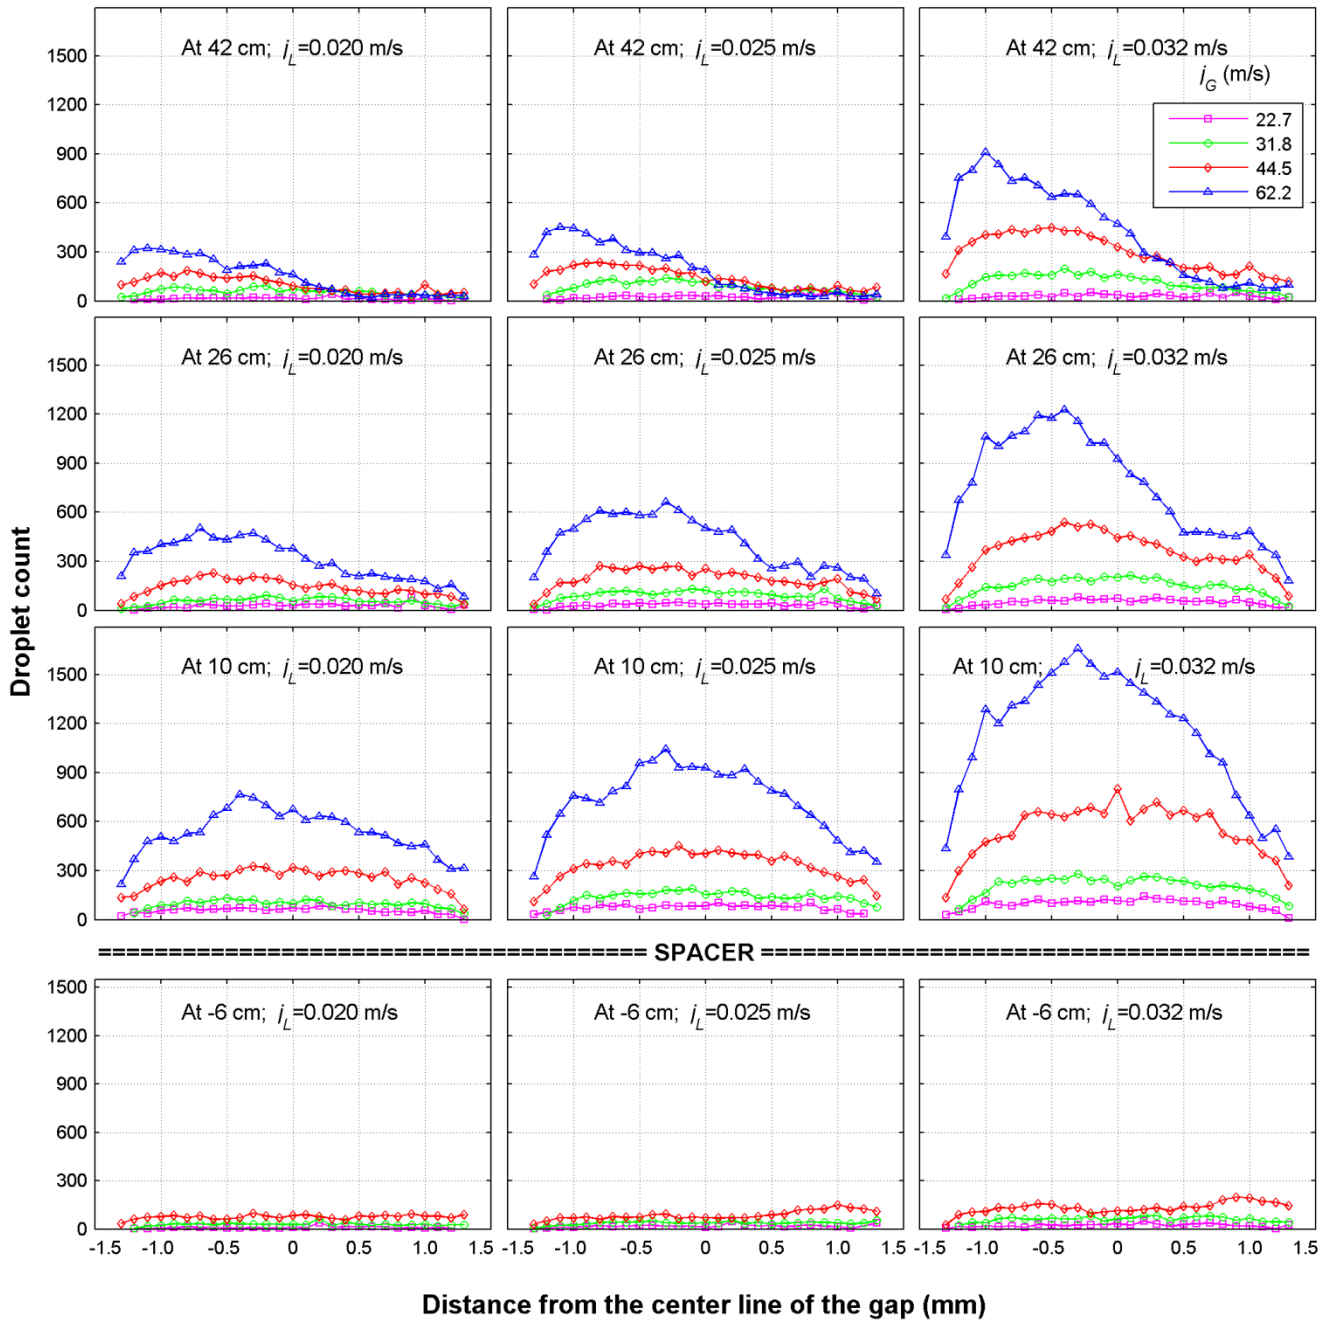 At 42 cm; jL=0.020 m/s
At 42 cm; jL=0.025 m/s
At 42 cm; jL=0.032 m/s
jG (m/s)
22.7
31.8
44.5
62.2
1500
1200
900
600
300
0
At 26 cm; jL=0.020 m/s
At 26 cm; jL=0.025 m/s
At 26 cm; jL=0.032 m/s
1500
1200
900
600
300
0
At 10 cm; jL=0.020 m/s
At 10 cm; jL=0.025 m/s
At 10 cm; jL=0.032 m/s
1500
1200
900
600
300
0
SPACER
At -6 cm; jL=0.020 m/s
At -6 cm; jL=0.025 m/s
At -6 cm; jL=0.032 m/s
1500
1200
900
600
300
0
-1.5 -1.0 -0.5 0 0.5 1.0 1.5
-1.5 -1.0 -0.5 0 0.5 1.0 1.5
-1.5 -1.0 -0.5 0 0.5 1.0 1.5
Droplet count
Distance from the center line of the gap (mm)